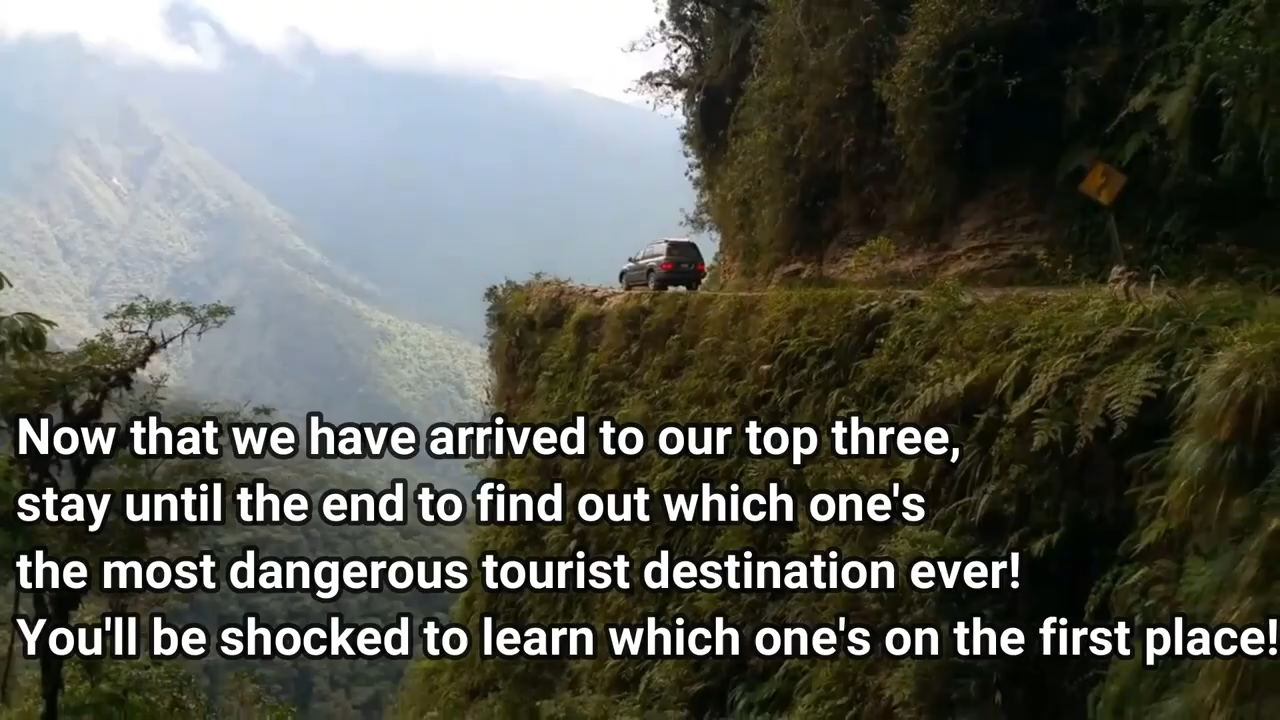 Now that we have arrived to our top three,
stay until the end to find out which one's
the most dangerous tourist destination ever!
You'll be shocked to learn which one's on the first place!